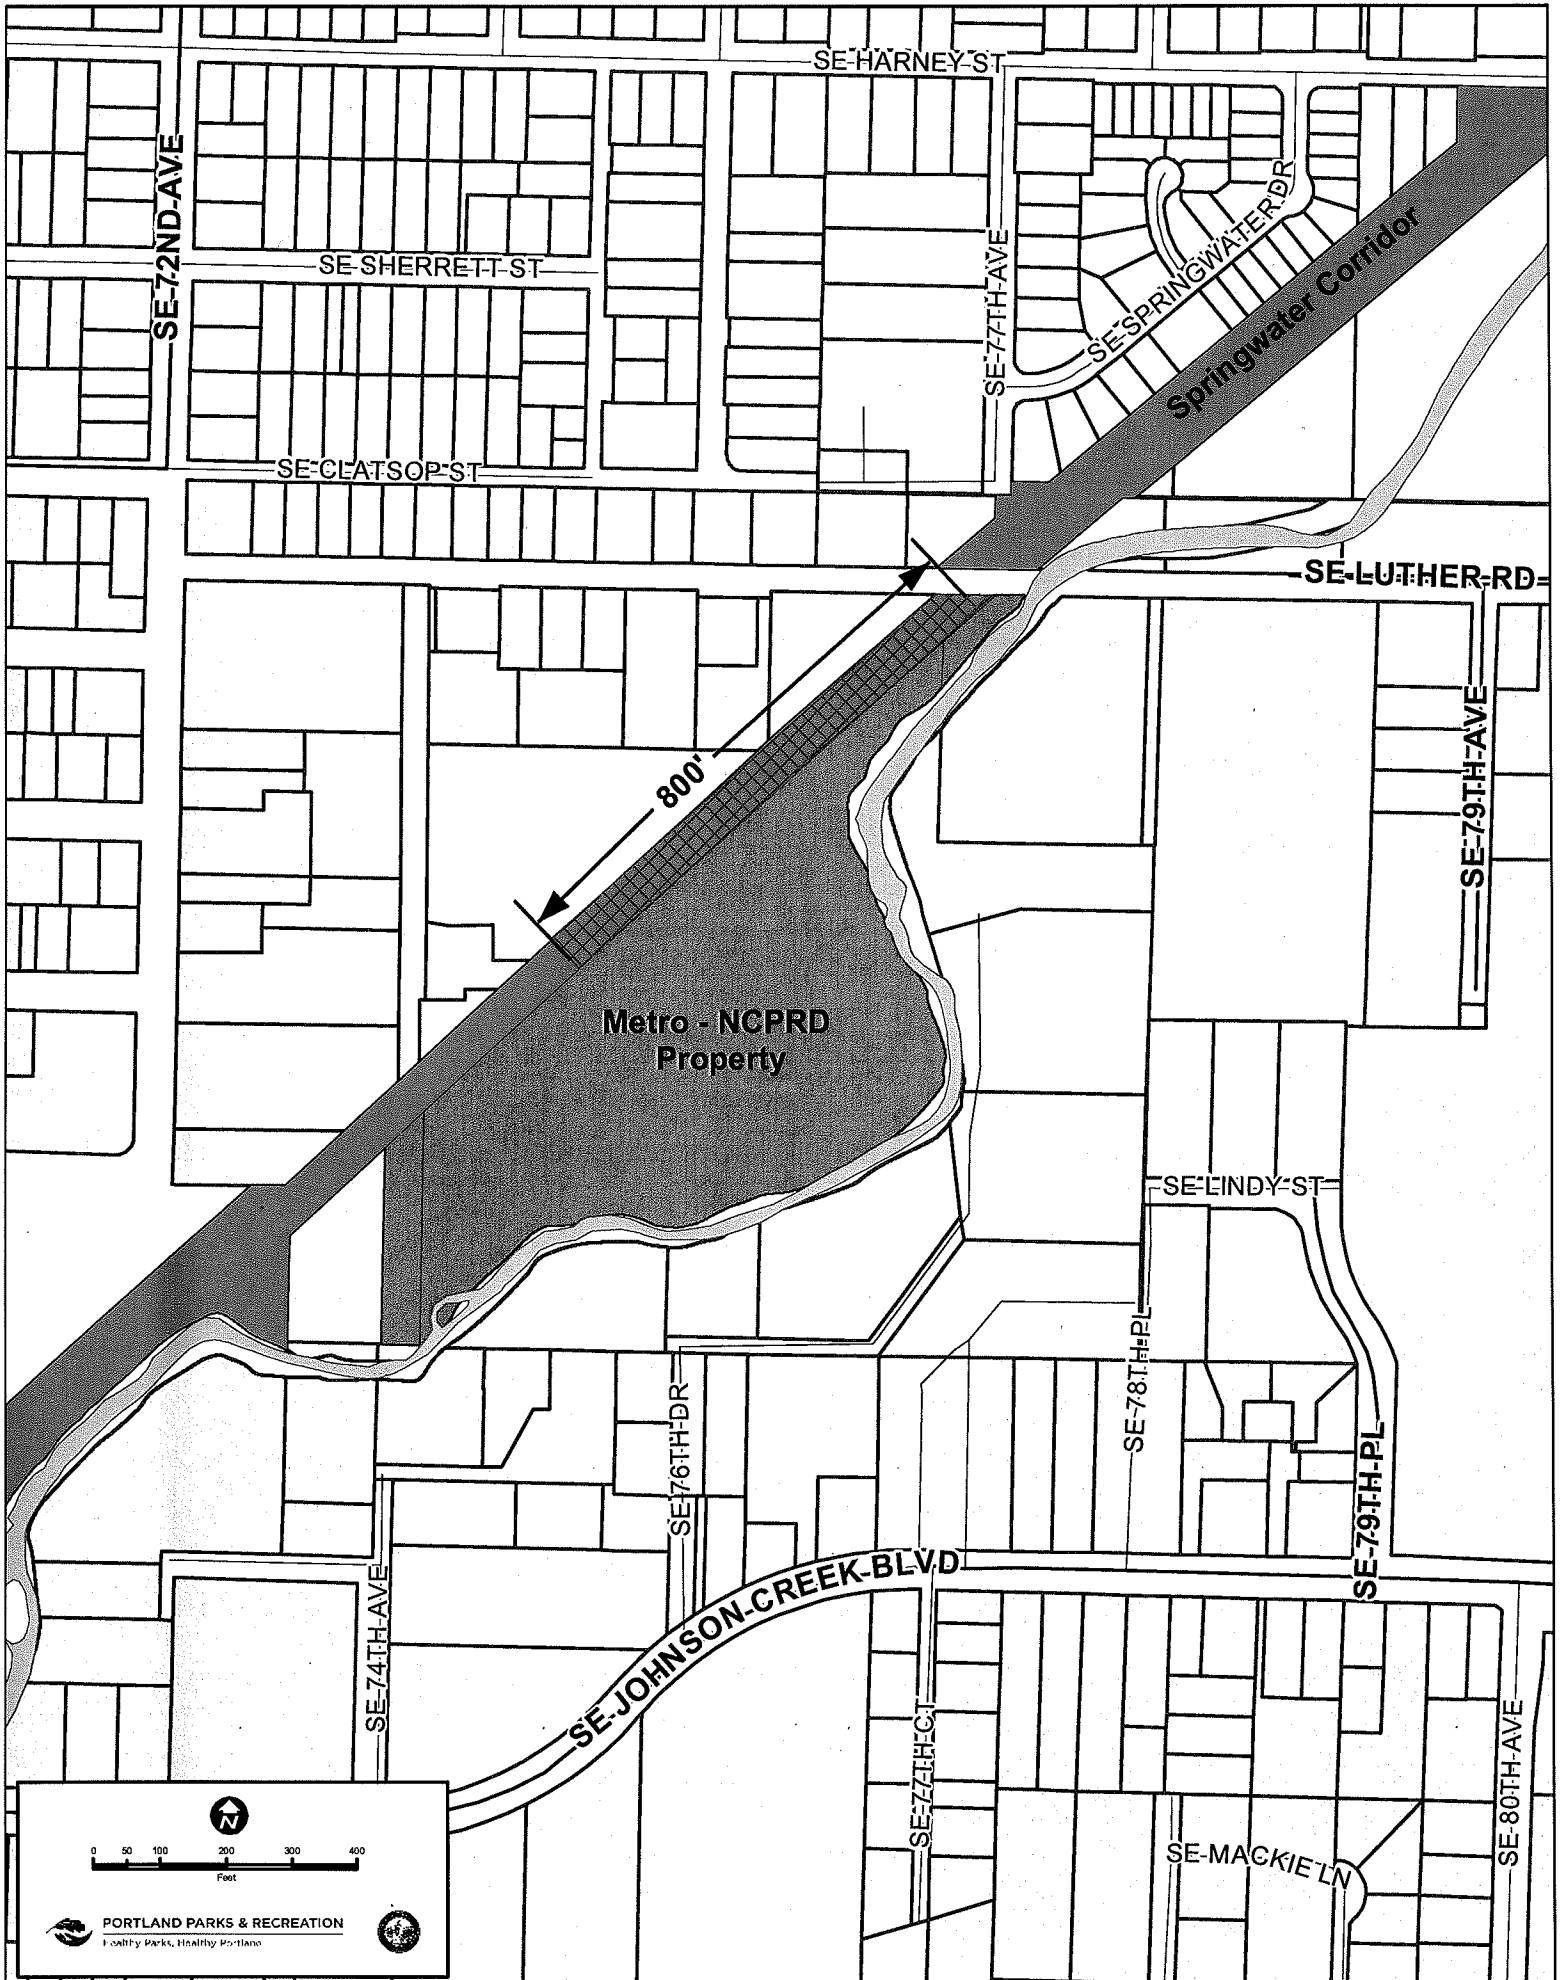 SE HARNEY ST
SE 72ND AVE
SE SHERRETT ST
SE 77TH AVE
SE SPRINGWATER DR
Springwater Corridor
SE CLATSOP ST
SE LUTHER RD
800'
SE 79TH AVE
Metro - NCPRD
Property
SE LINDY ST
SE 78TH PL
SE 76TH DR
SE 79TH PL
SE JOHNSON CREEK BLVD
SE 74TH AVE
SE 77TH CT
SE 80TH AVE
SE MACKIE LN
N
0 50 100 200 300 400
Feet
PORTLAND PARKS & RECREATION
Healthy Parks, Healthy Portland